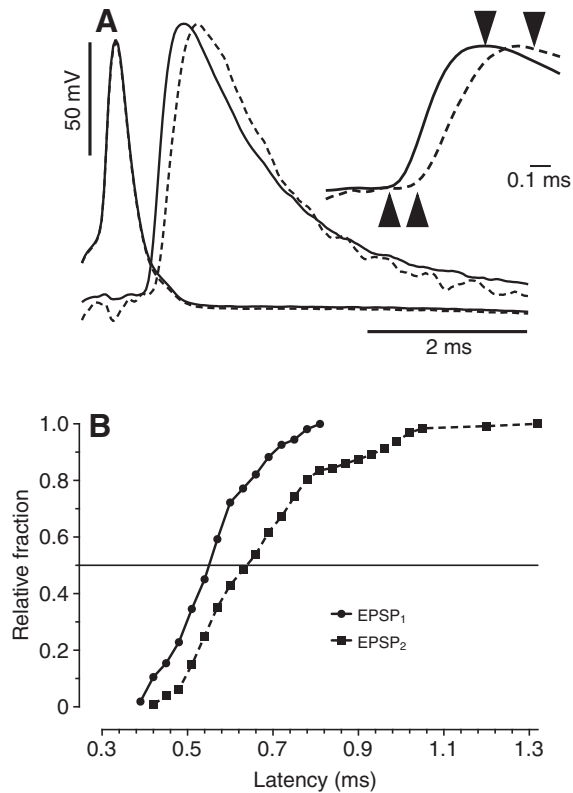 A
50 mV
0.1 ms
2 ms
B
1.0
0.8
0.6
0.4
0.2
0
Relative fraction
EPSP₁
EPSP₂
0.3 0.5 0.7 0.9 1.1 1.3
Latency (ms)